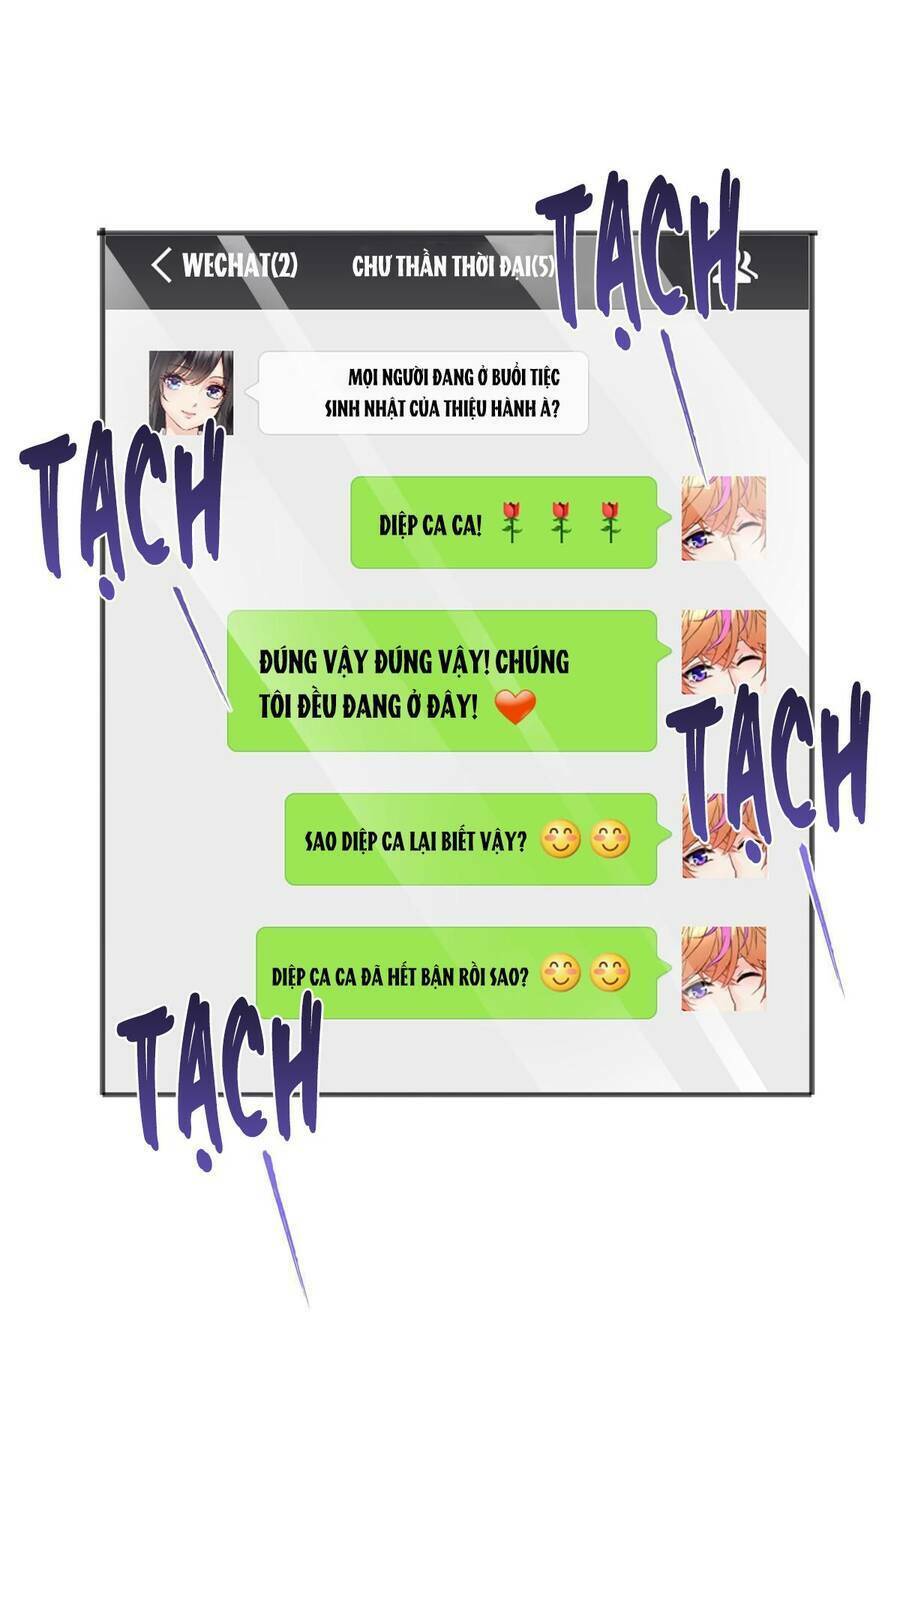 TẠCH
WECHAT(2) CHƯ THẦN THỜI ĐẠI(5)
MỌI NGƯỜI ĐANG Ở BUỔI TIỆC
SINH NHẬT CỦA THIỆU HÀNH À?
TẠCH
DIỆP CA CA!
ĐÚNG VẬY ĐÚNG VẬY! CHÚNG
TÔI ĐỀU ĐANG Ở ĐÂY!
TẠCH
SAO DIỆP CA LẠI BIẾT VẬY?
DIỆP CA CA ĐÃ HẾT BẬN RỒI SAO?
TẠCH